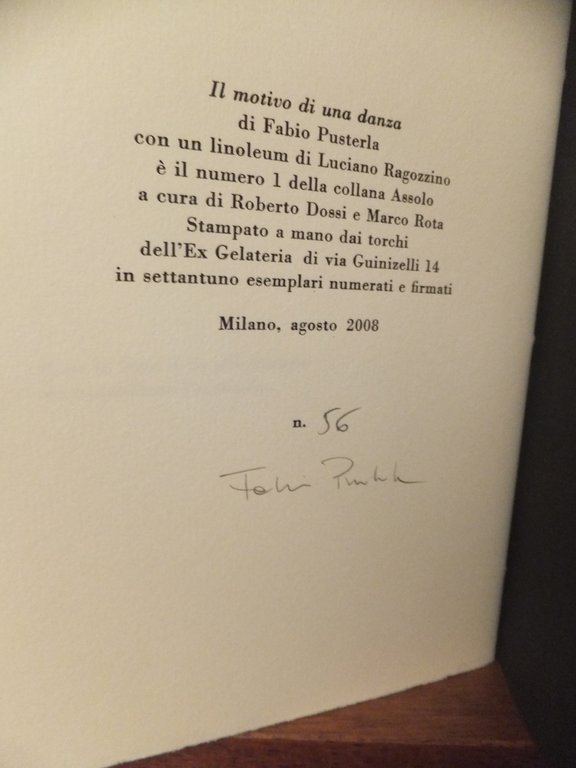 Il motivo di una danza
di Fabio Pusterla
con un linoleum di Luciano Ragozzino
è il numero 1 della collana Assolo
a cura di Roberto Dossi e Marco Rota
Stampato a mano dai torchi
dell'Ex Gelateria di via Guinizelli 14
in settantuno esemplari numerati e firmati
Milano, agosto 2008
n. 56
Fabio Pusterla